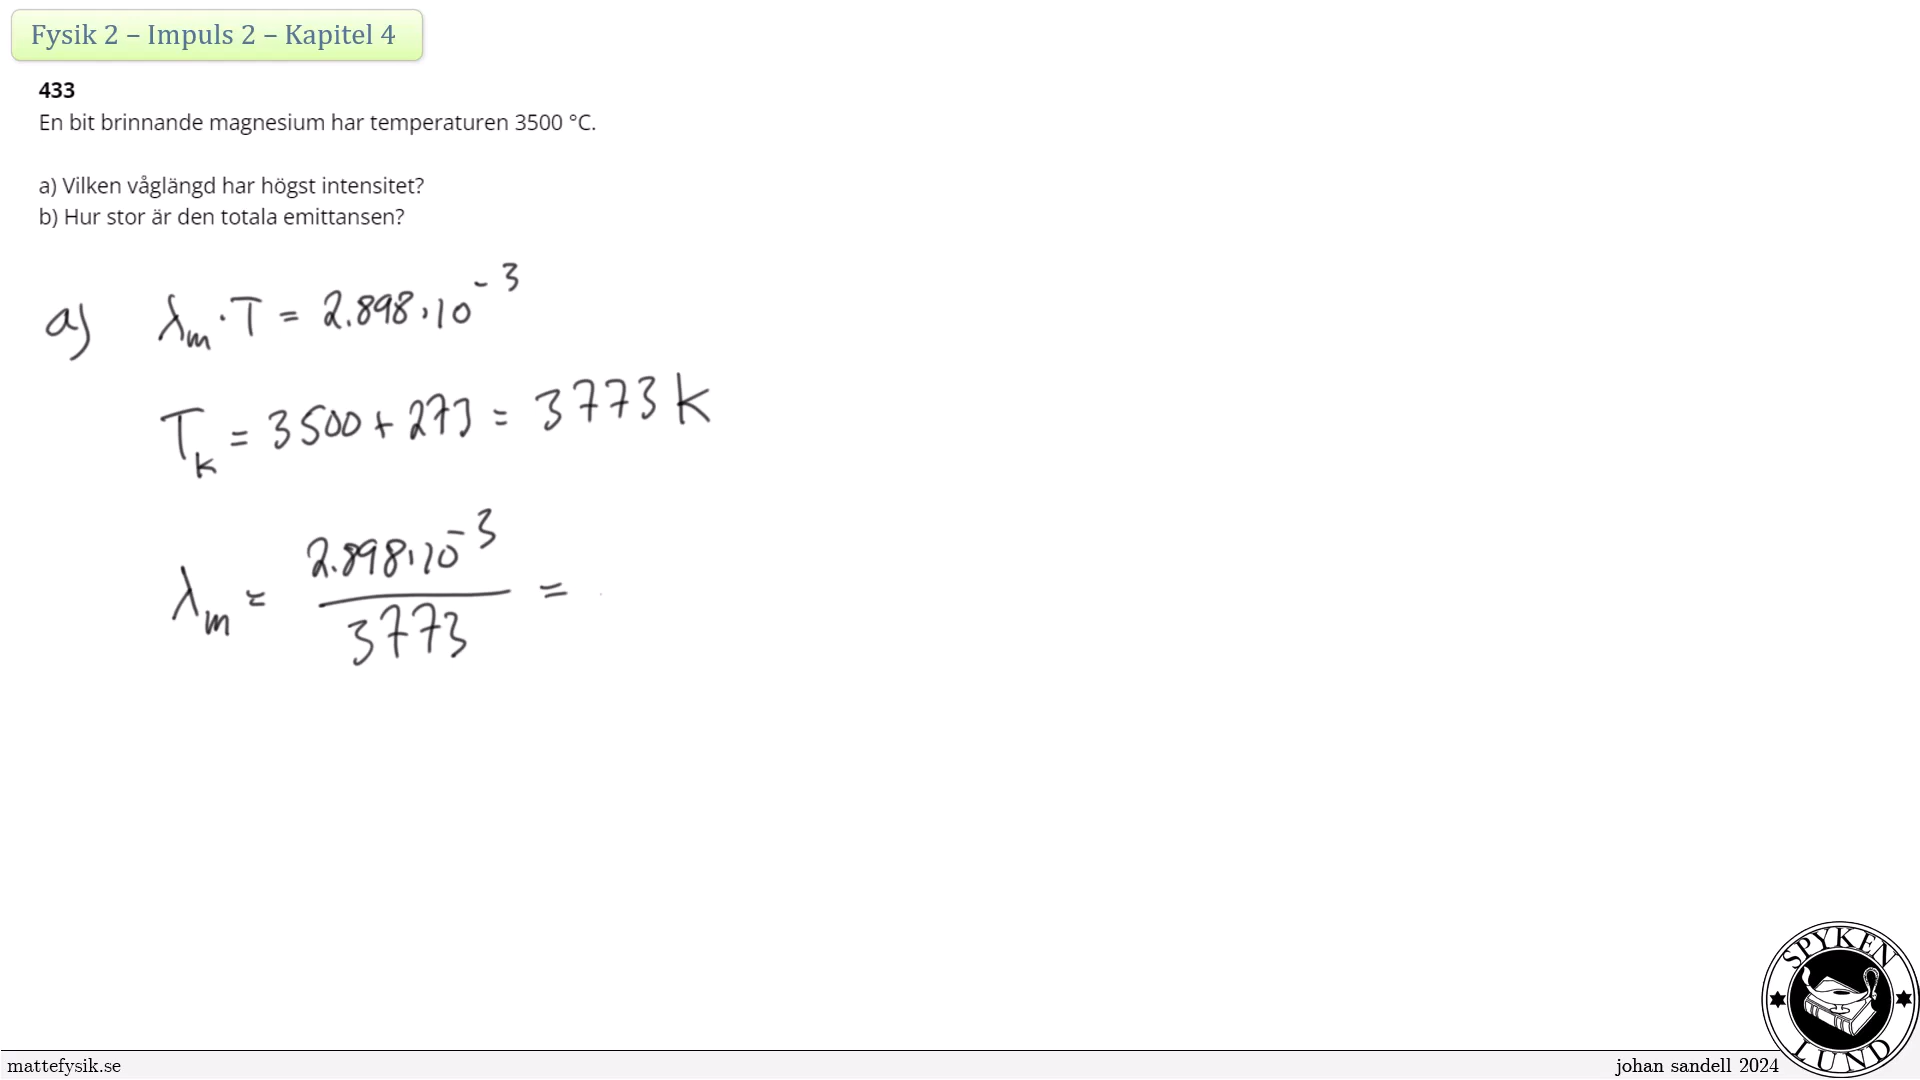 Fysik 2 – Impuls 2 – Kapitel 4
433
En bit brinnande magnesium har temperaturen 3500 °C.
a) Vilken våglängd har högst intensitet?
b) Hur stor är den totala emittansen?
a) λm · T = 2.898 · 10^-3
T_k = 3500 + 273 = 3773 K
λm = 2.898 · 10^-3 / 3773 =
SPYKEN
LUND
mattefysik.se
johan sandell 2024